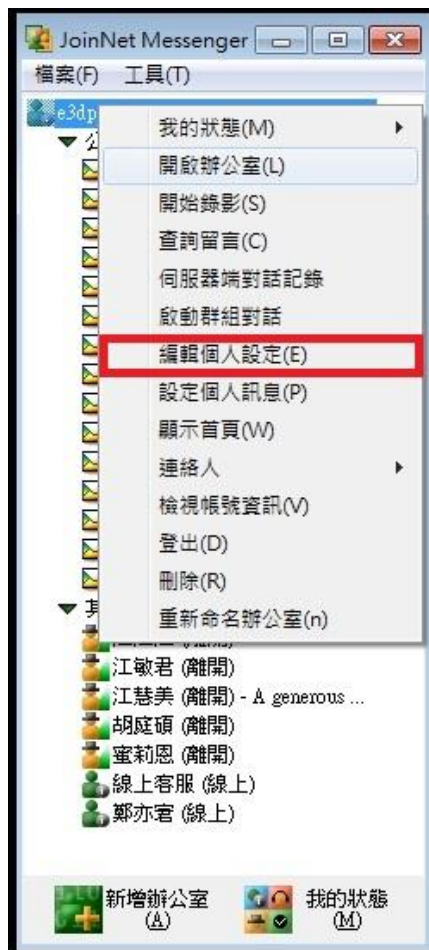 JoinNet Messenger
檔案(F) 工具(T)
e3dp
我的狀態(M)
開啟辦公室(L)
開始錄影(S)
查詢留言(C)
伺服器端對話記錄
啟動群組對話
編輯個人設定(E)
設定個人訊息(P)
顯示首頁(W)
連絡人
檢視帳號資訊(V)
登出(D)
刪除(R)
重新命名辦公室(n)
江敏君 (離開)
江慧美 (離開) - A generous ...
胡庭碩 (離開)
蜜莉恩 (離開)
線上客服 (線上)
鄭亦宭 (線上)
新增辦公室 (A)
我的狀態 (M)